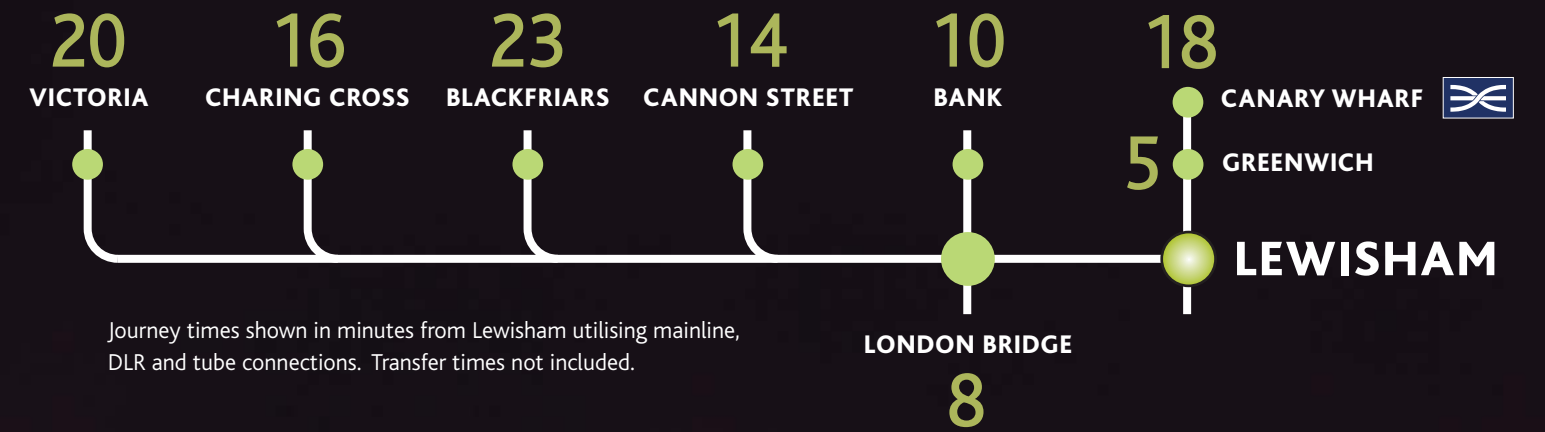 20
VICTORIA
16
CHARING CROSS
23
BLACKFRIARS
14
CANNON STREET
10
BANK
18
CANARY WHARF
5
GREENWICH
LEWISHAM
LONDON BRIDGE
8
Journey times shown in minutes from Lewisham utilising mainline,
DLR and tube connections. Transfer times not included.